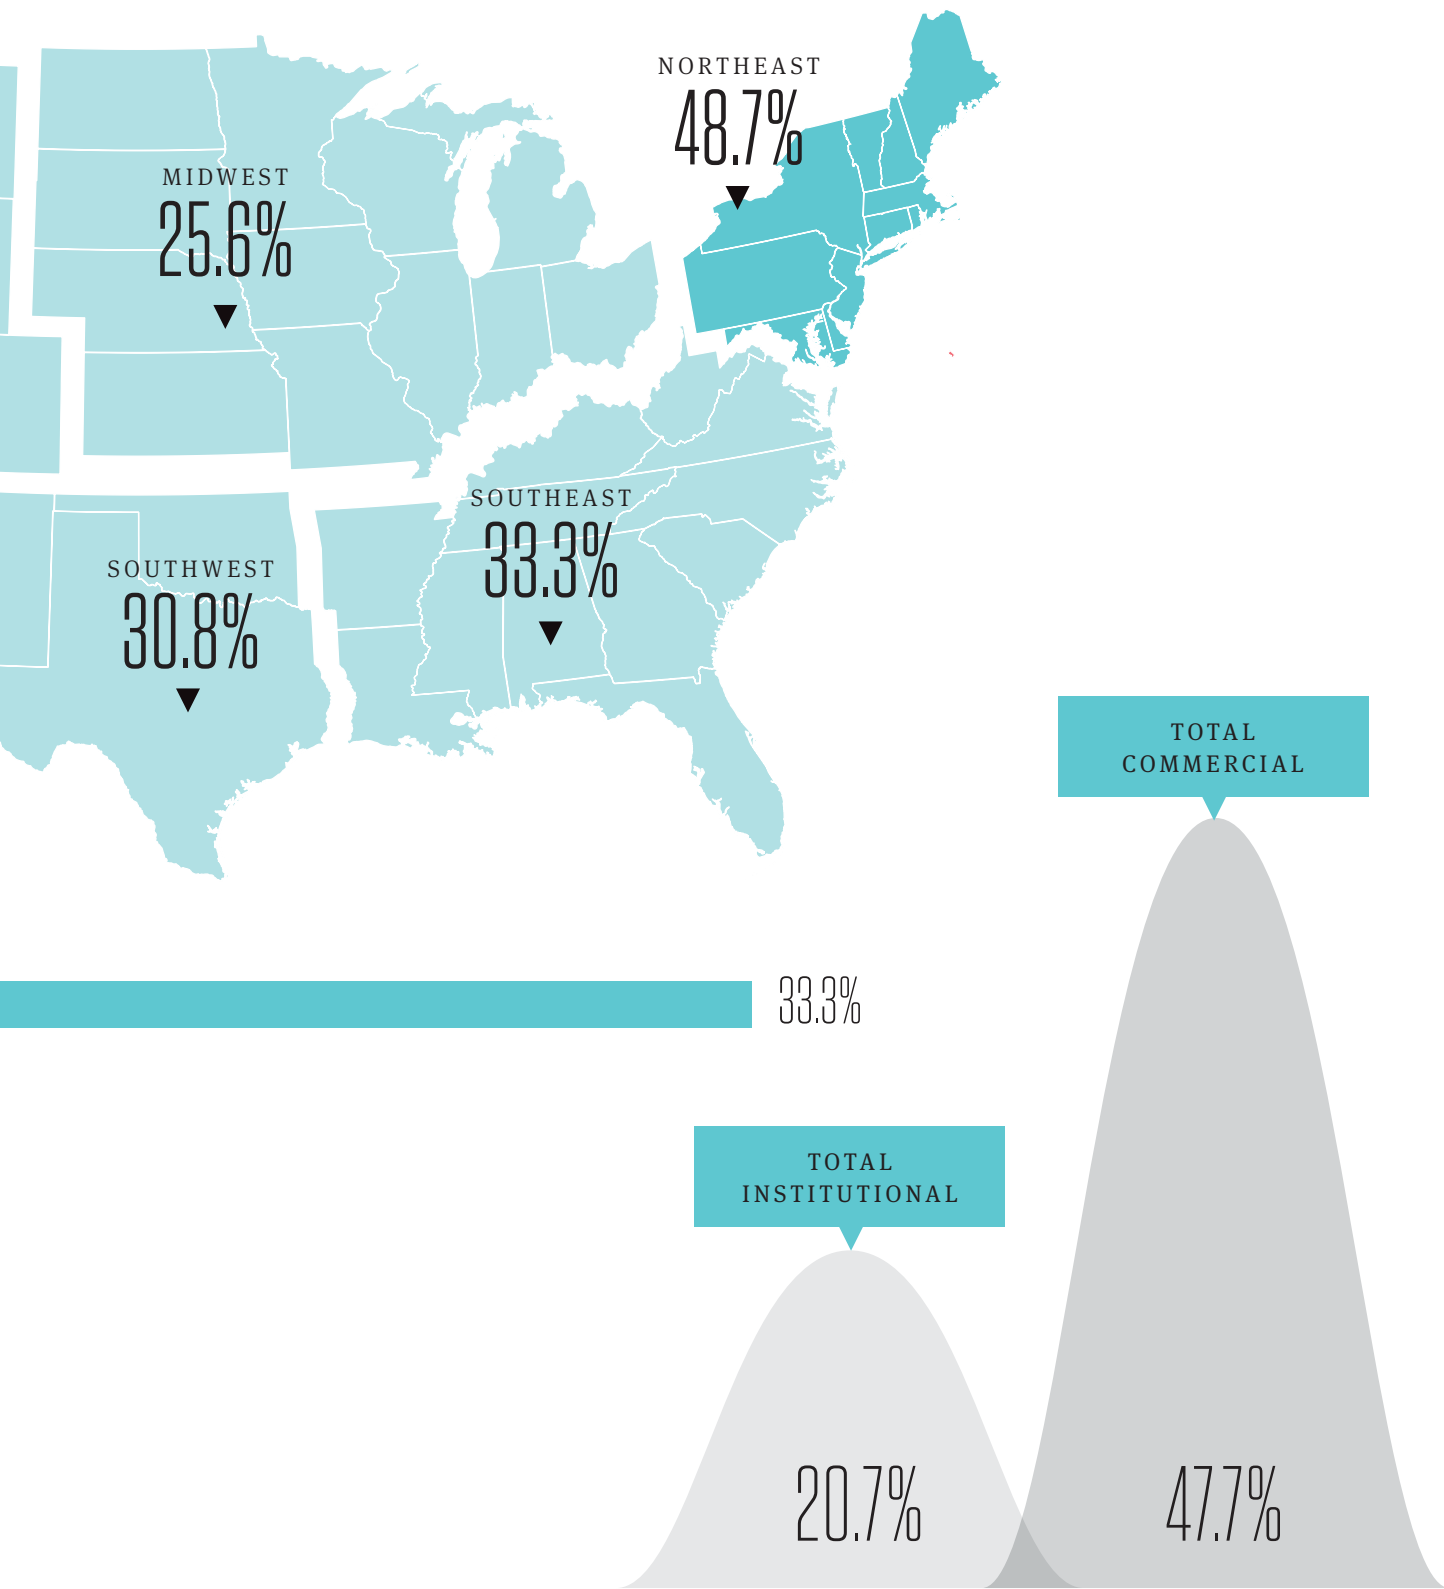 NORTHEAST
48.7%
MIDWEST
25.6%
SOUTHEAST
33.3%
SOUTHWEST
30.8%
TOTAL
COMMERCIAL
33.3%
TOTAL
INSTITUTIONAL
20.7%
47.7%